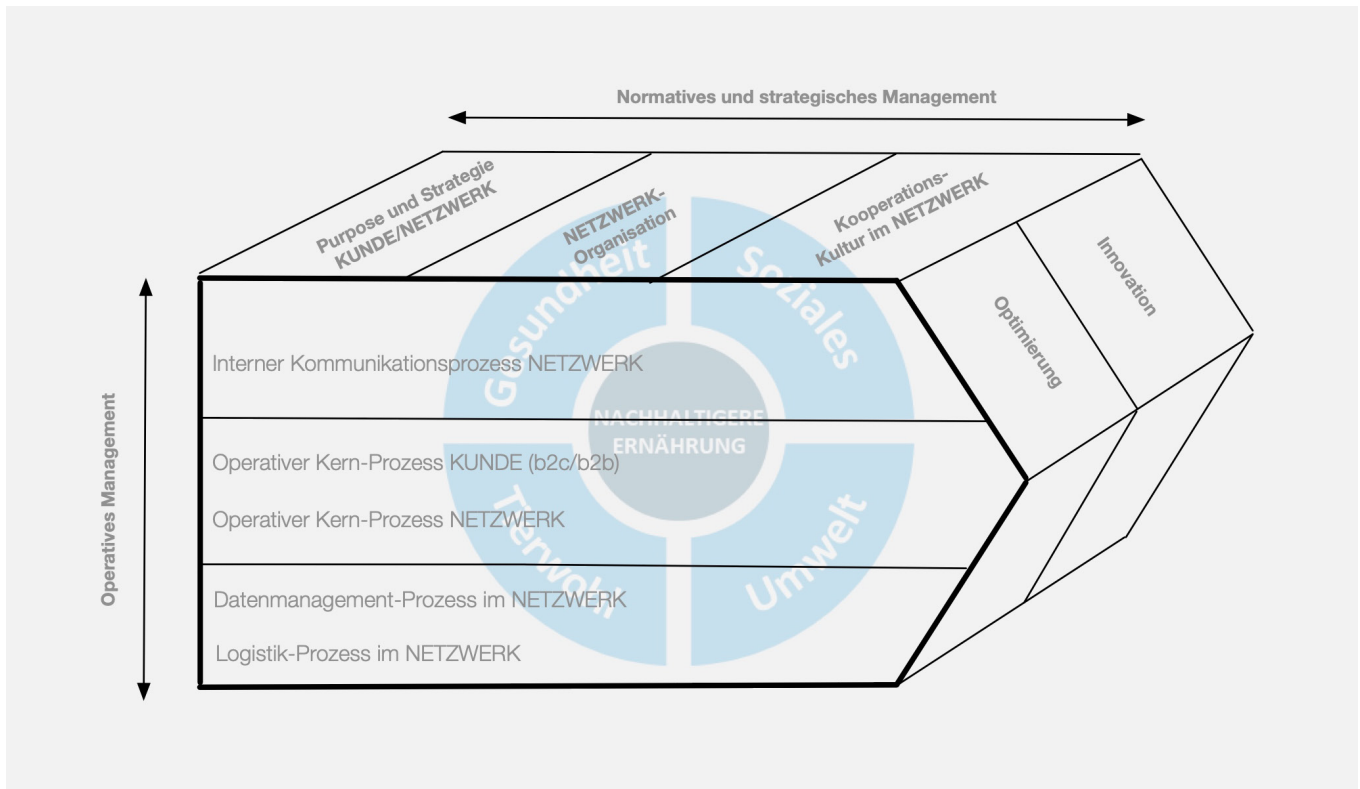 Normatives und strategisches Management
Purpose und Strategie
KUNDE/NETZWERK
NETZWERK-
Organisation
Kooperations-
Kultur im NETZWERK
Innovation
Optimierung
Operatives Management
Gesundheit
Soziales
Interner Kommunikationsprozess NETZWERK
NACHHALTIGERE
ERNÄHRUNG
Operativer Kern-Prozess KUNDE (b2c/b2b)
Operativer Kern-Prozess NETZWERK
Tierwohl
Umwelt
Datenmanagement-Prozess im NETZWERK
Logistik-Prozess im NETZWERK